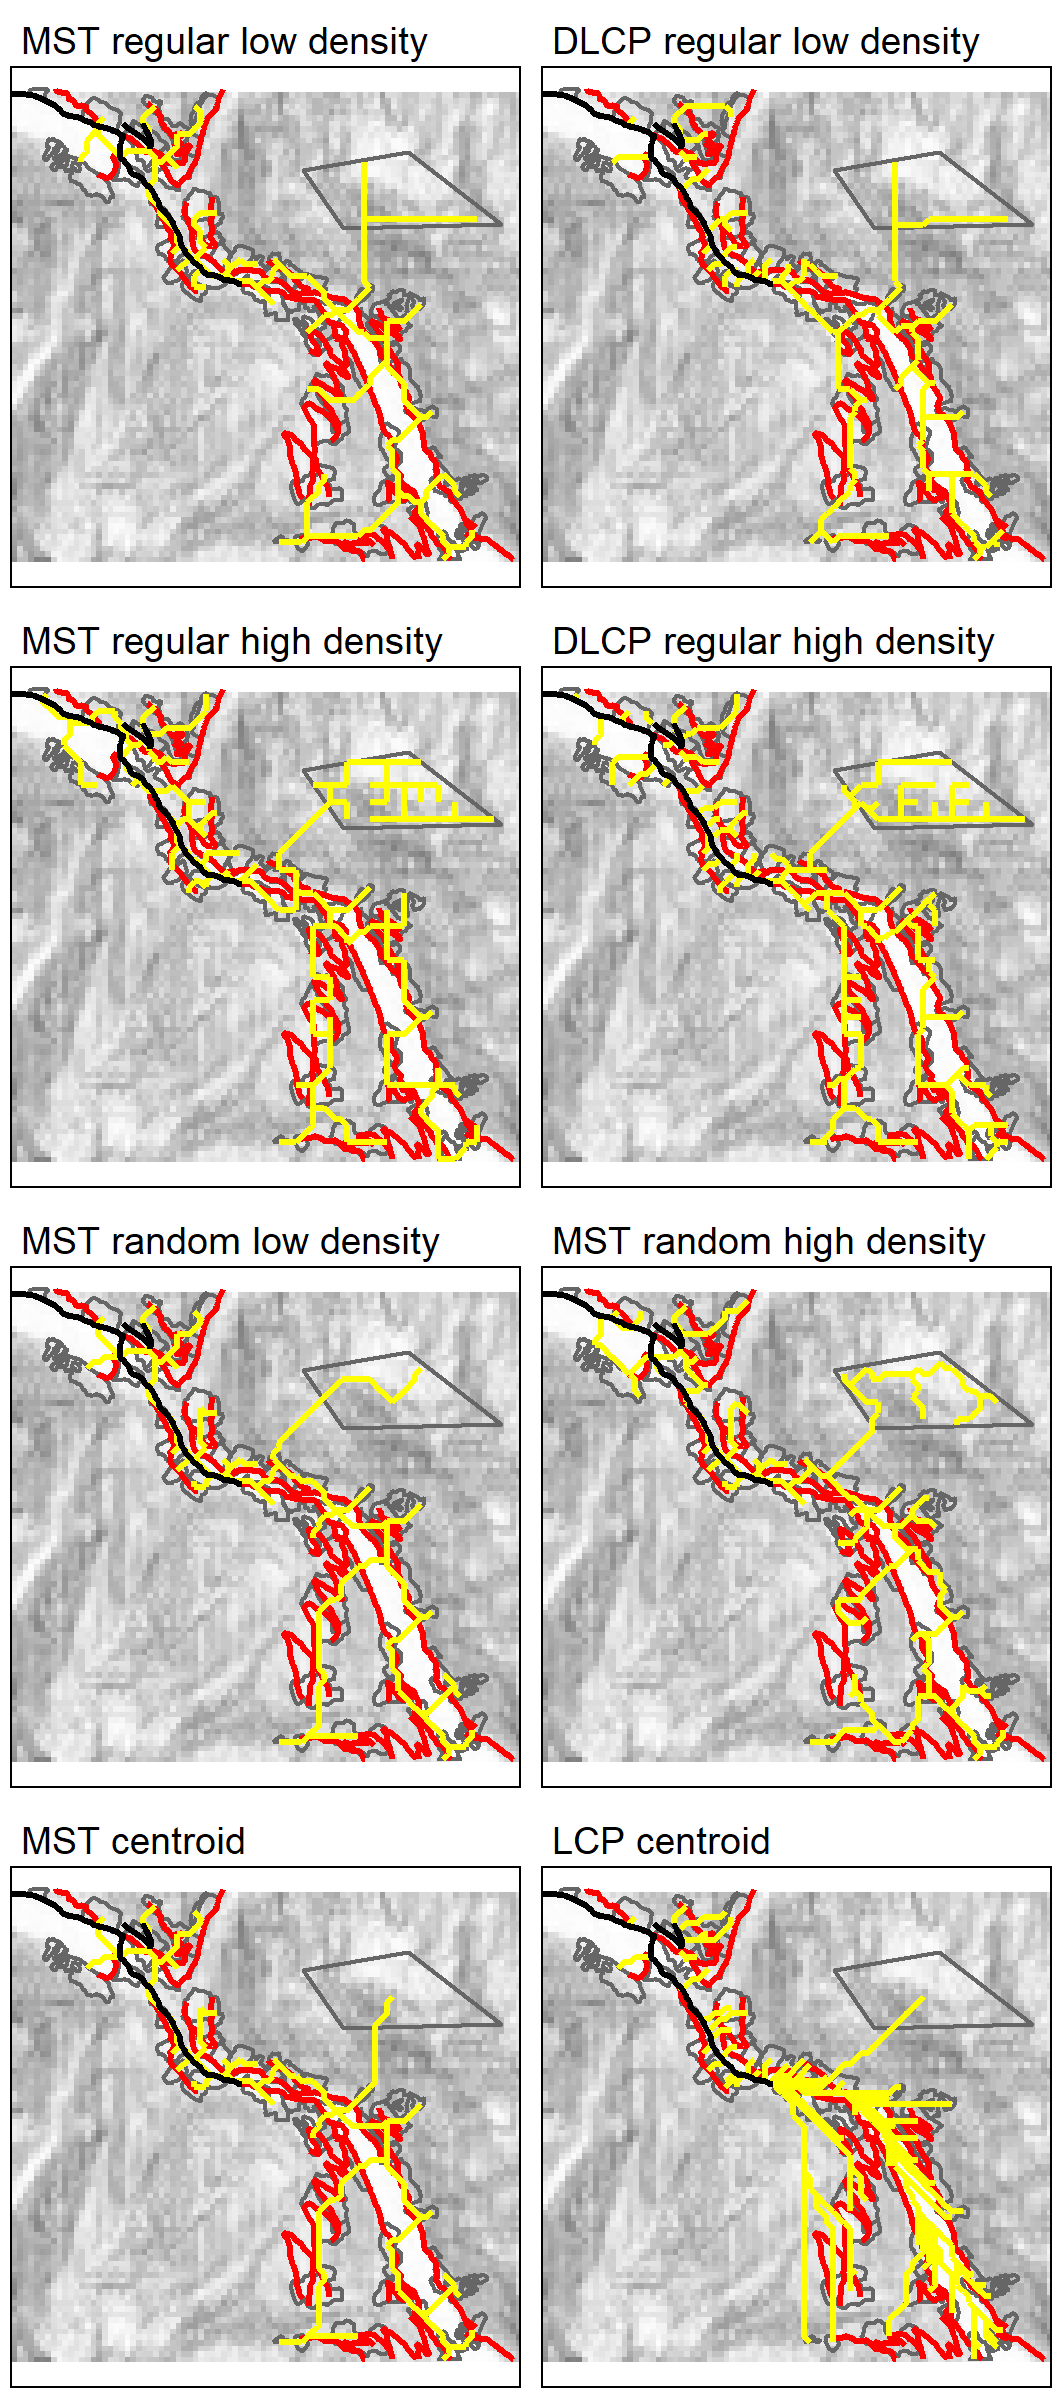 MST regular low density
DLCP regular low density
MST regular high density
DLCP regular high density
MST random low density
MST random high density
MST centroid
LCP centroid